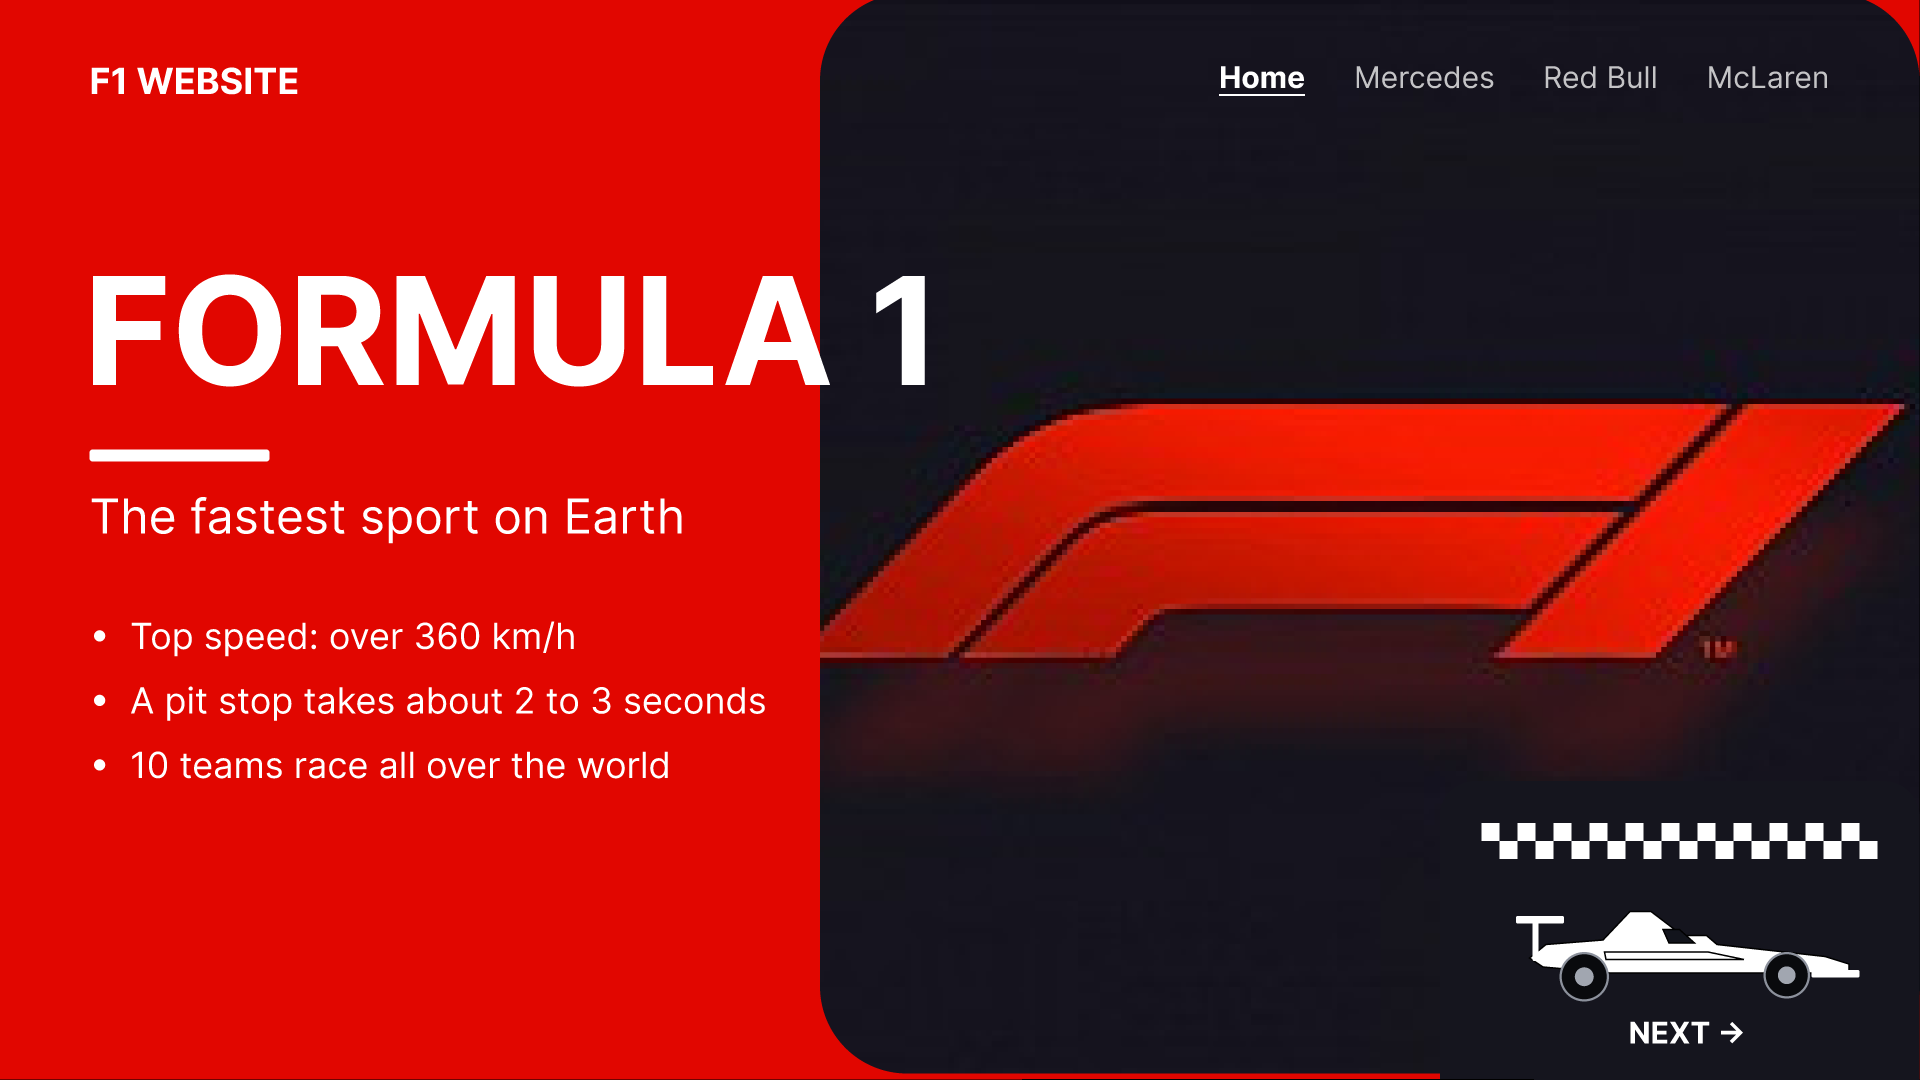 F1 WEBSITE
Home Mercedes Red Bull McLaren
FORMULA 1
The fastest sport on Earth
• Top speed: over 360 km/h
• A pit stop takes about 2 to 3 seconds
• 10 teams race all over the world
NEXT →